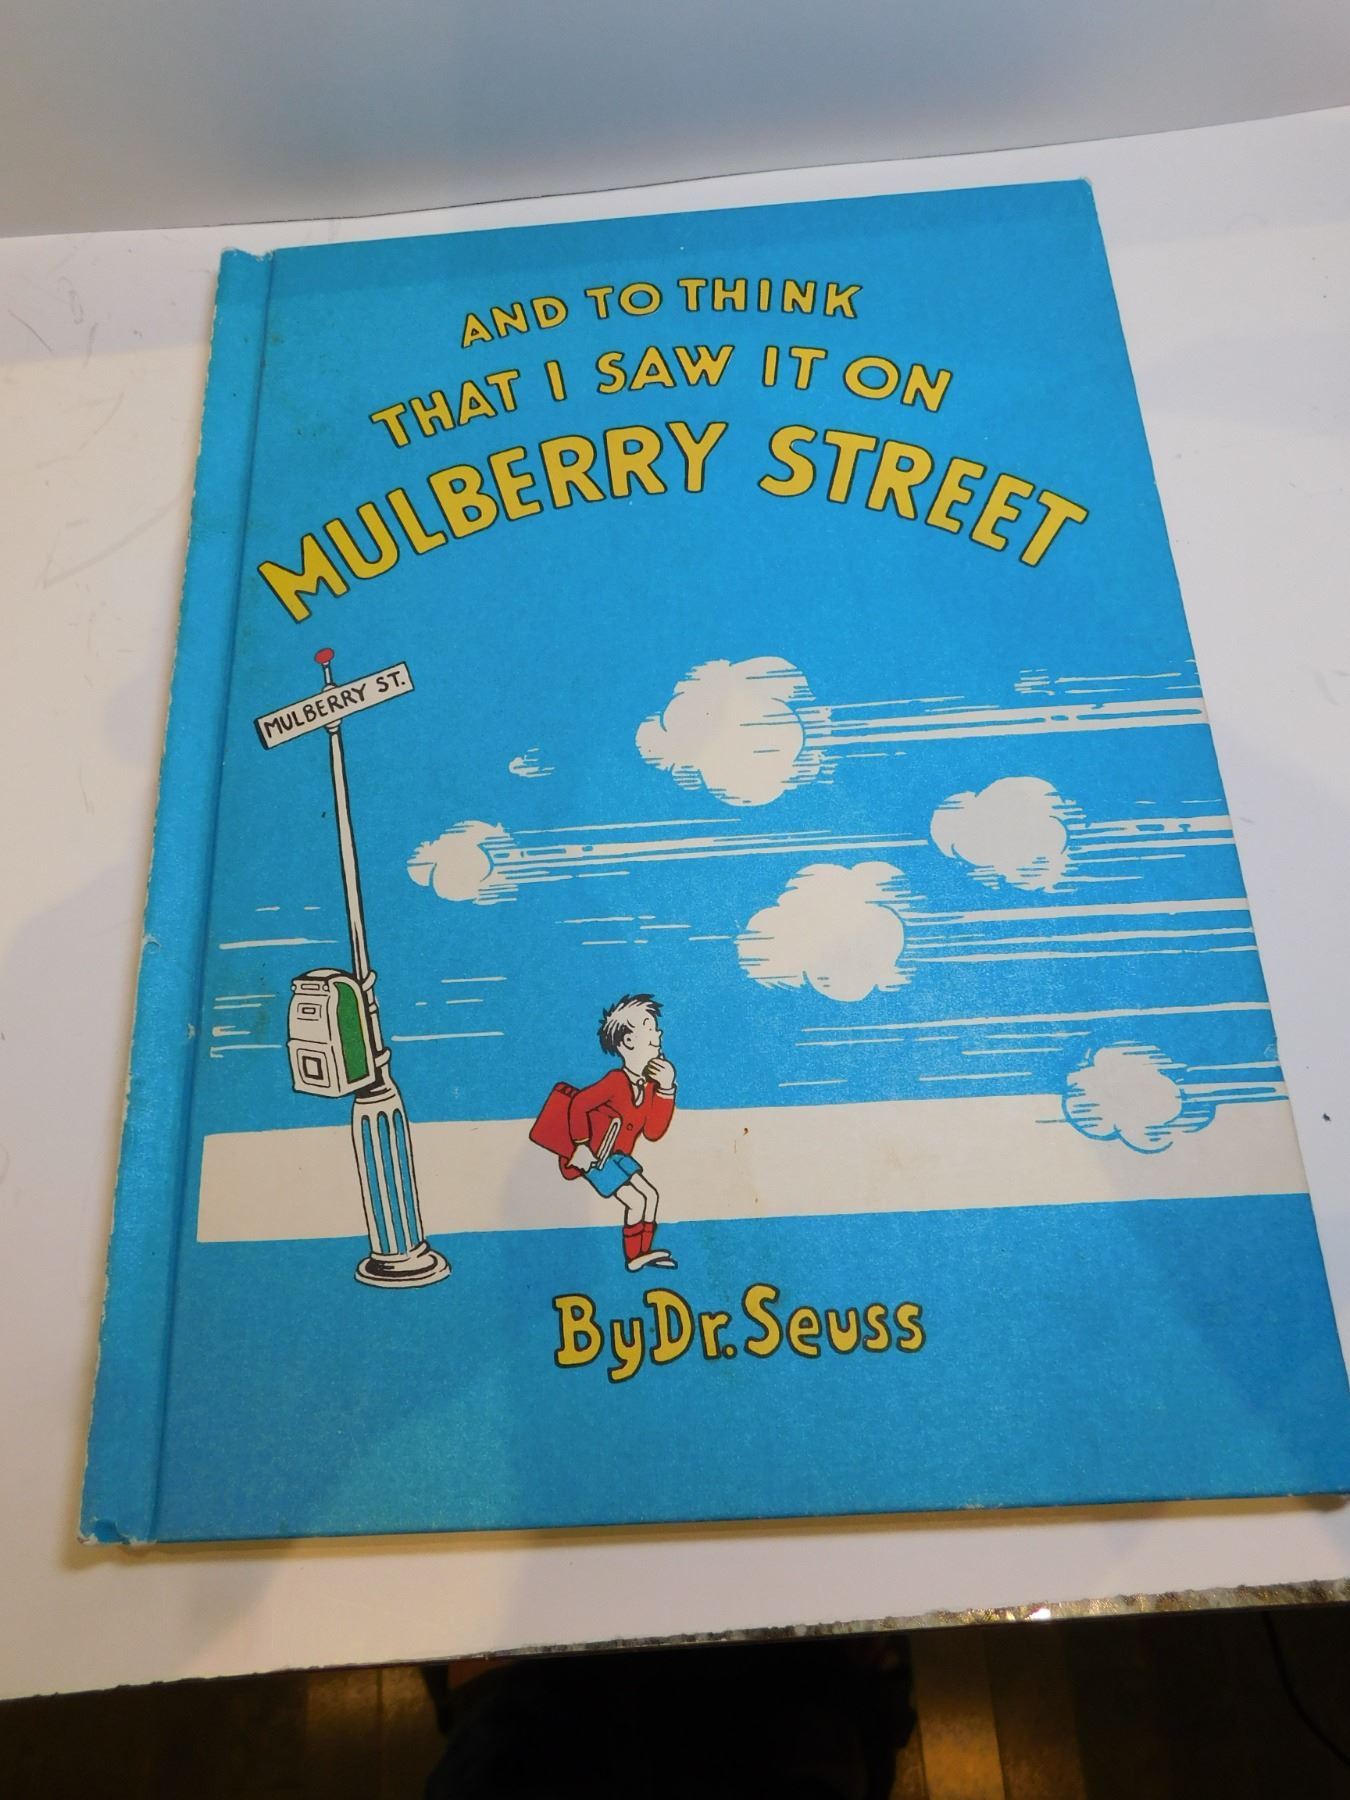 AND TO THINK
THAT I SAW IT ON
MULBERRY STREET
MULBERRY ST.
By Dr. Seuss